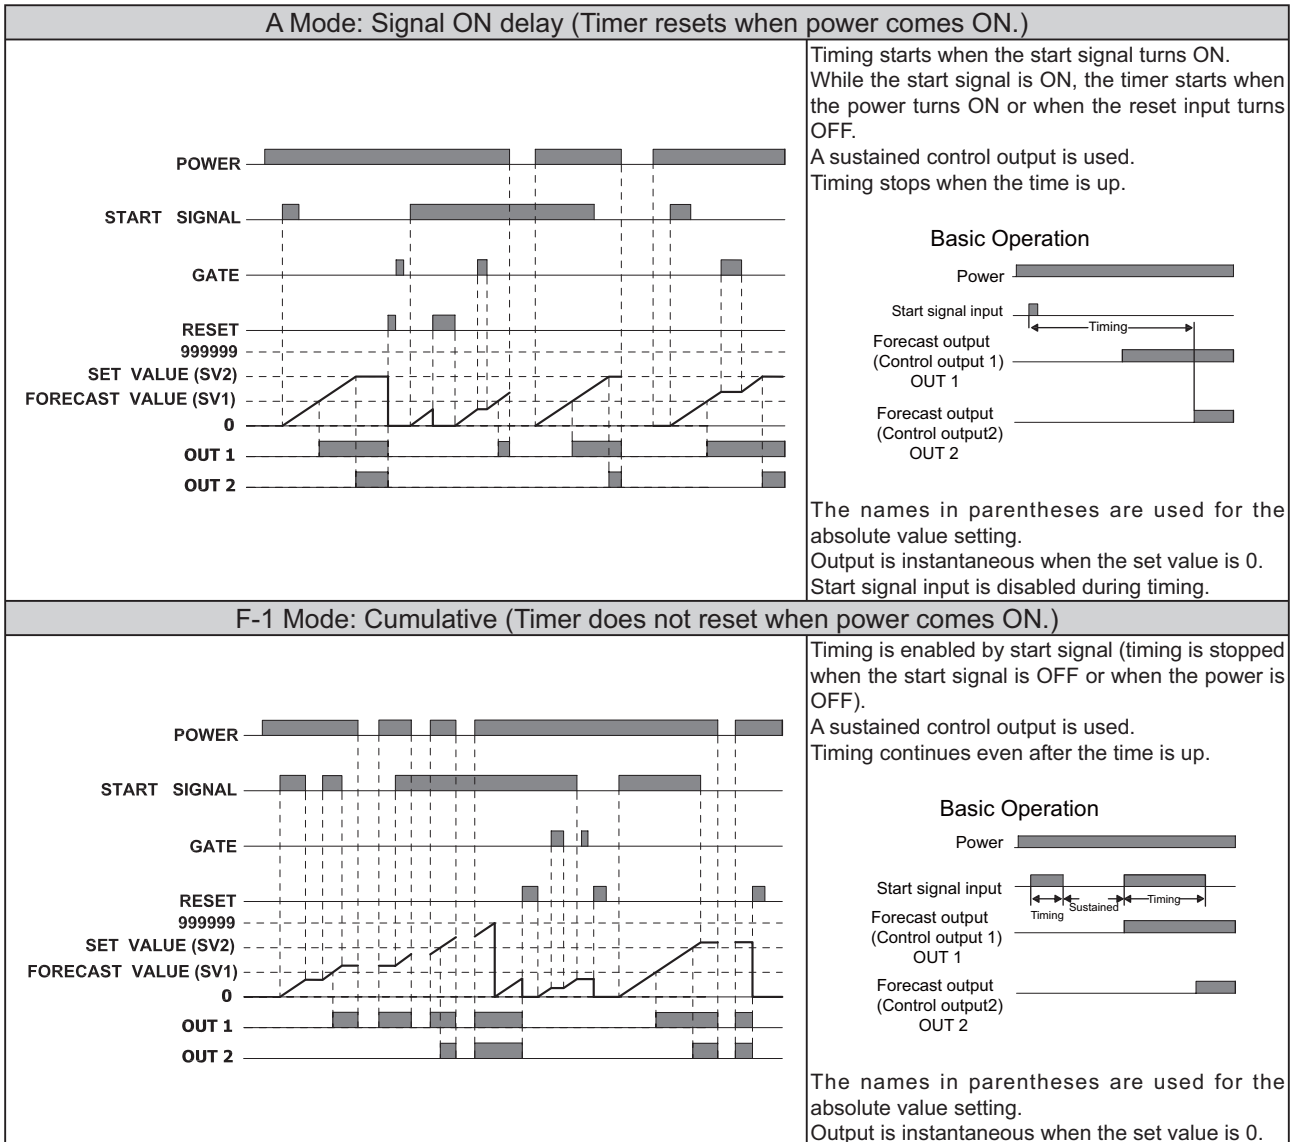 A Mode: Signal ON delay (Timer resets when power comes ON.)
POWER
START SIGNAL
GATE
RESET
999999
SET VALUE (SV2)
FORECAST VALUE (SV1)
0
OUT 1
OUT 2
Timing starts when the start signal turns ON.
While the start signal is ON, the timer starts when
the power turns ON or when the reset input turns
OFF.
A sustained control output is used.
Timing stops when the time is up.
Basic Operation
Power
Start signal input
Timing
Forecast output
(Control output 1)
OUT 1
Forecast output
(Control output2)
OUT 2
The names in parentheses are used for the
absolute value setting.
Output is instantaneous when the set value is 0.
Start signal input is disabled during timing.
F-1 Mode: Cumulative (Timer does not reset when power comes ON.)
POWER
START SIGNAL
GATE
RESET
999999
SET VALUE (SV2)
FORECAST VALUE (SV1)
0
OUT 1
OUT 2
Timing is enabled by start signal (timing is stopped
when the start signal is OFF or when the power is
OFF).
A sustained control output is used.
Timing continues even after the time is up.
Basic Operation
Power
Start signal input
Timing Sustained Timing
Forecast output
(Control output 1)
OUT 1
Forecast output
(Control output2)
OUT 2
The names in parentheses are used for the
absolute value setting.
Output is instantaneous when the set value is 0.